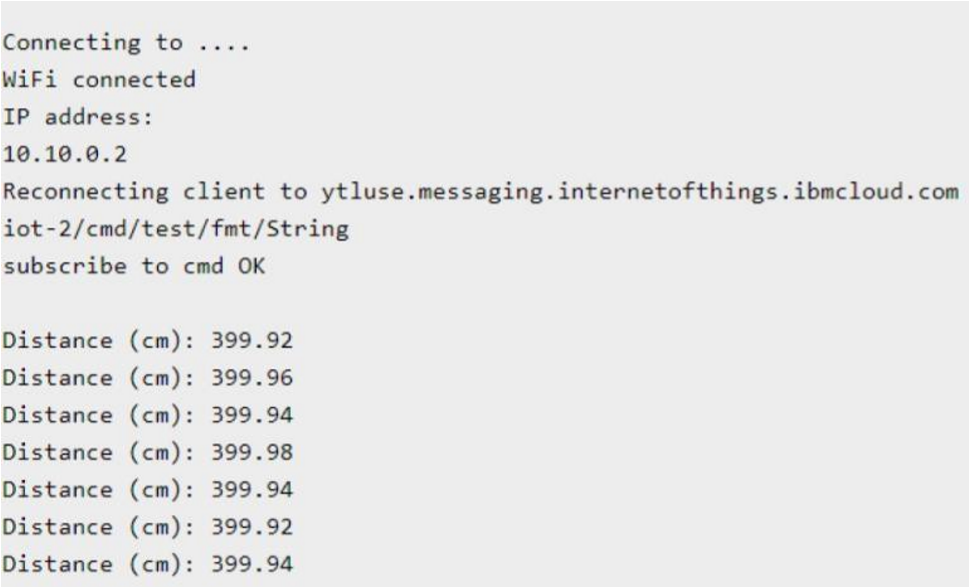 Connecting to ....
WiFi connected
IP address:
10.10.0.2
Reconnecting client to ytluse.messaging.internetofthings.ibmcloud.com
iot-2/cmd/test/fmt/String
subscribe to cmd OK
Distance (cm): 399.92
Distance (cm): 399.96
Distance (cm): 399.94
Distance (cm): 399.98
Distance (cm): 399.94
Distance (cm): 399.92
Distance (cm): 399.94